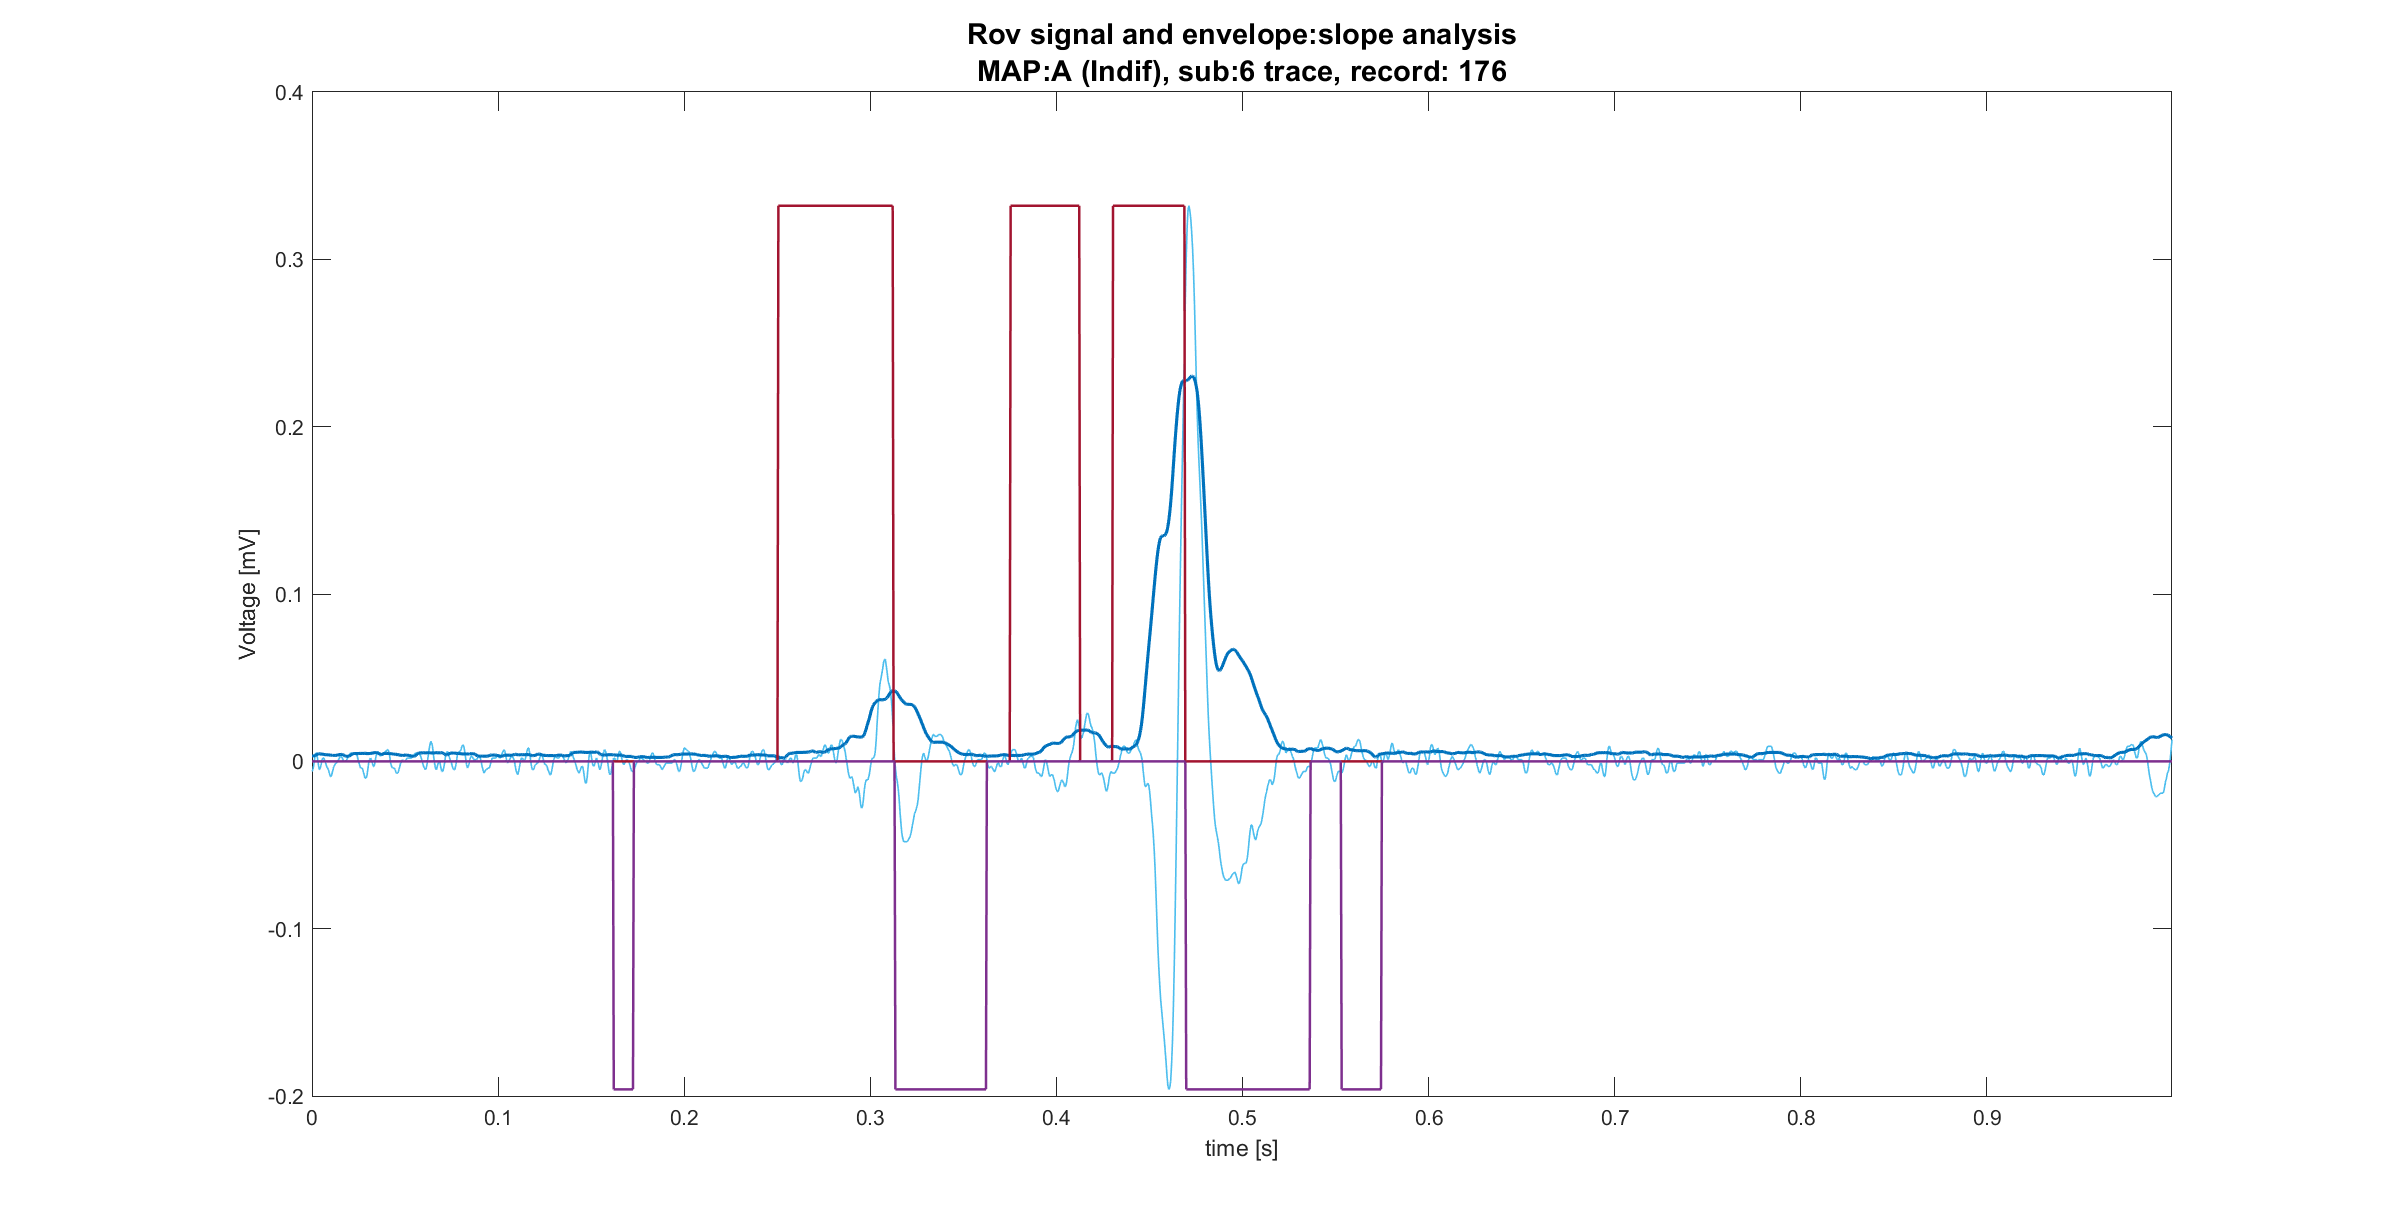 Rov signal and envelope:slope analysis
MAP:A (Indif), sub:6 trace, record: 176
0.4
0.3
0.2
0.1
0
-0.1
-0.2
Voltage [mV]
0 0.1 0.2 0.3 0.4 0.5 0.6 0.7 0.8 0.9
time [s]